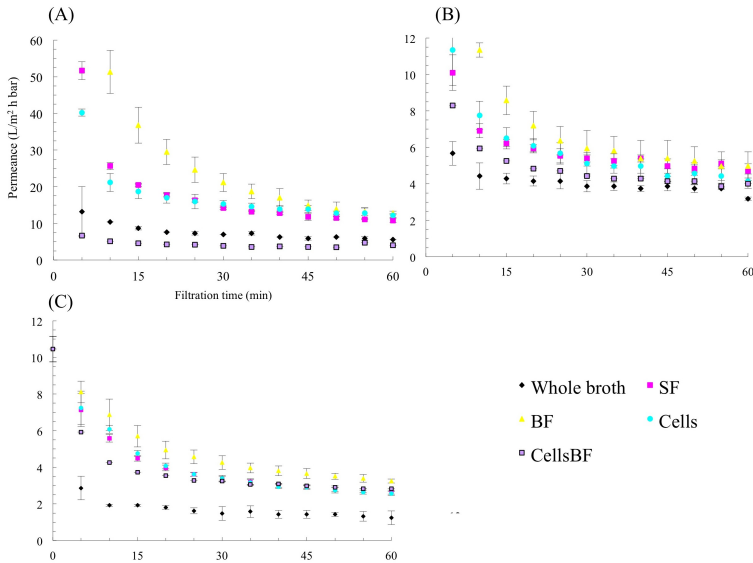 (A)
Permeance (L/m² h bar)
60
50
40
30
20
10
0
0 15 30 45 60
Filtration time (min)
(B)
12
10
8
6
4
2
0
0 15 30 45 60
(C)
12
10
8
6
4
2
0
0 15 30 45 60
Whole broth
SF
BF
Cells
CellsBF